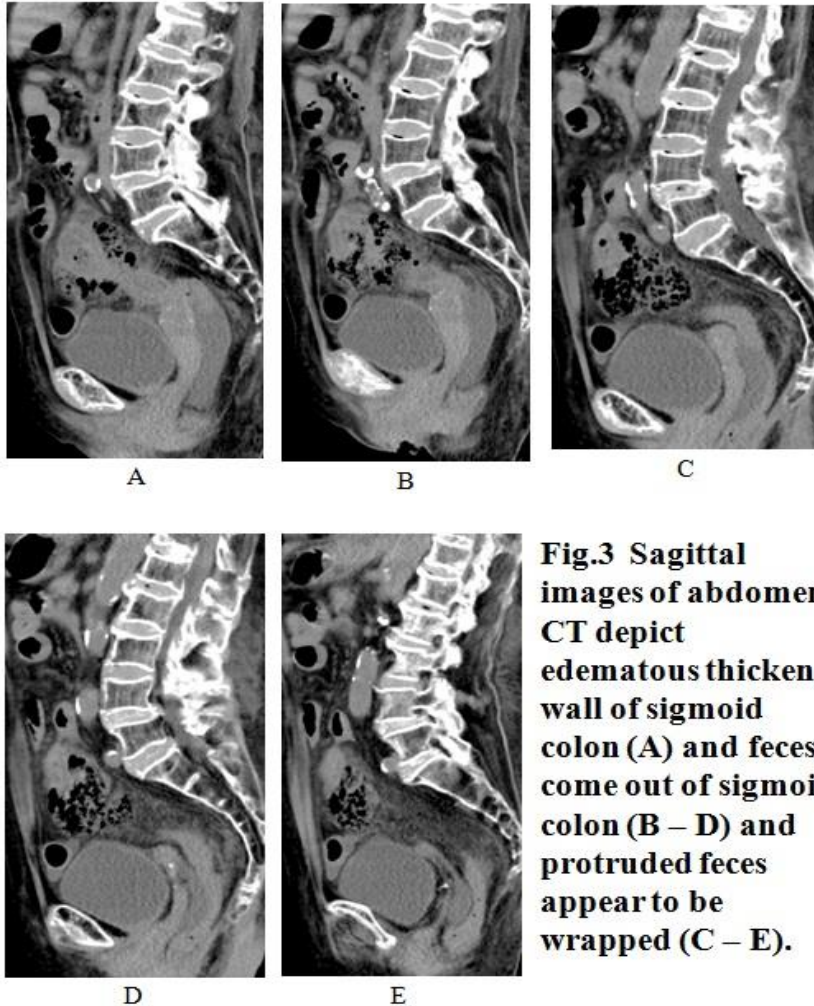 A
B
C
D
E
Fig.3 Sagittal
images of abdomen
CT depict
edematous thicken
wall of sigmoid
colon (A) and feces
come out of sigmoi
colon (B – D) and
protruded feces
appear to be
wrapped (C – E).